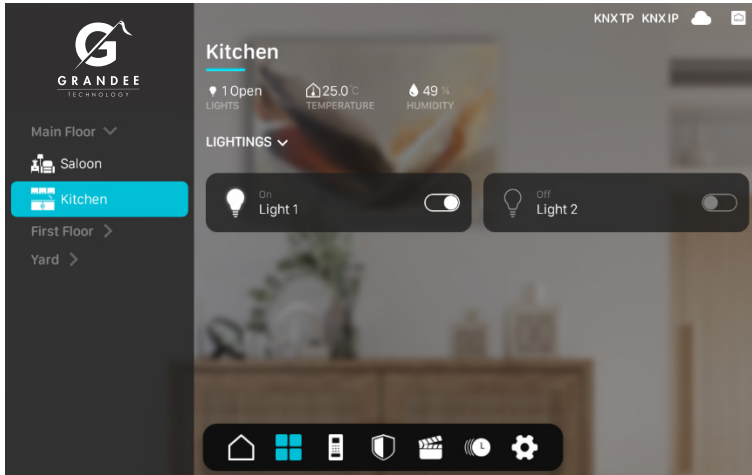 KNX TP KNX IP
GRANDEE
TECHNOLOGY
Main Floor
Saloon
Kitchen
First Floor
Yard
Kitchen
1 Open
LIGHTS
25.0 °C
TEMPERATURE
49 %
HUMIDITY
LIGHTINGS
On
Light 1
Off
Light 2